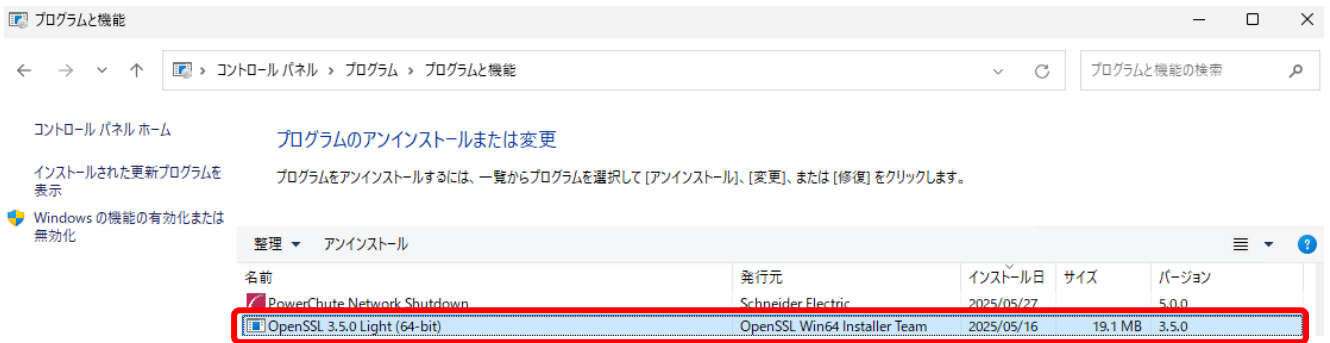 プログラムと機能
コントロール パネル › プログラム › プログラムと機能
プログラムと機能の検索
コントロール パネル ホーム
インストールされた更新プログラムを
表示
Windows の機能の有効化または
無効化
プログラムのアンインストールまたは変更
プログラムをアンインストールするには、一覧からプログラムを選択して [アンインストール]、[変更]、または [修復] をクリックします。
整理 アンインストール
名前 発行元 インストール日 サイズ バージョン
PowerChute Network Shutdown Schneider Electric 2025/05/27 5.0.0
OpenSSL 3.5.0 Light (64-bit) OpenSSL Win64 Installer Team 2025/05/16 19.1 MB 3.5.0